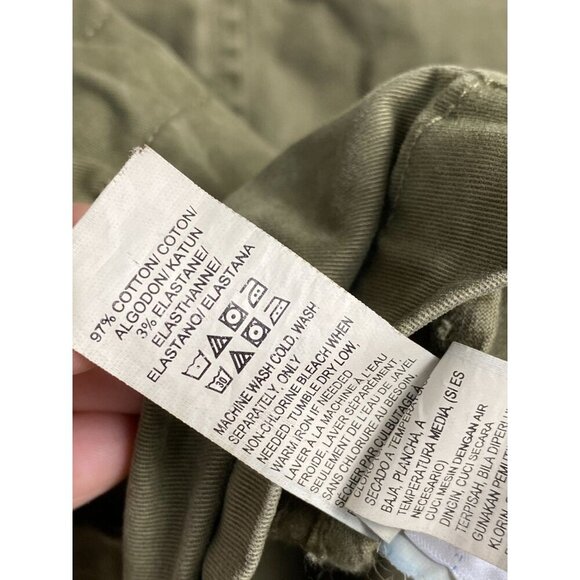 97% COTTON/COTON/
ALGODON/KATUN
3% ELASTANE/
ELASTHANNE/
ELASTANO/ELASTANA
30
MACHINE WASH COLD, WASH
SEPARATELY, ONLY
NON-CHLORINE BLEACH WHEN
NEEDED. TUMBLE DRY LOW,
WARM IRON IF NEEDED
LAVER À LA MACHINE À L'EAU
FROIDE, LAVER SEPAREMENT,
SEULEMENT DE L'EAU DE JAVEL
SANS CHLORURE AU BESOIN,
SECHER PAR CULBUTAGE À
SECADO A
BAJA, PLANCHA A
TEMPERATURA MEDIA, (SI ES
NECESARIO)
CUCI MESIN DENGAN AIR
DINGIN CUCI SECARA
TERPISAH. BILA DIPERLU
GUNAKAN PEMUT
KLORIN